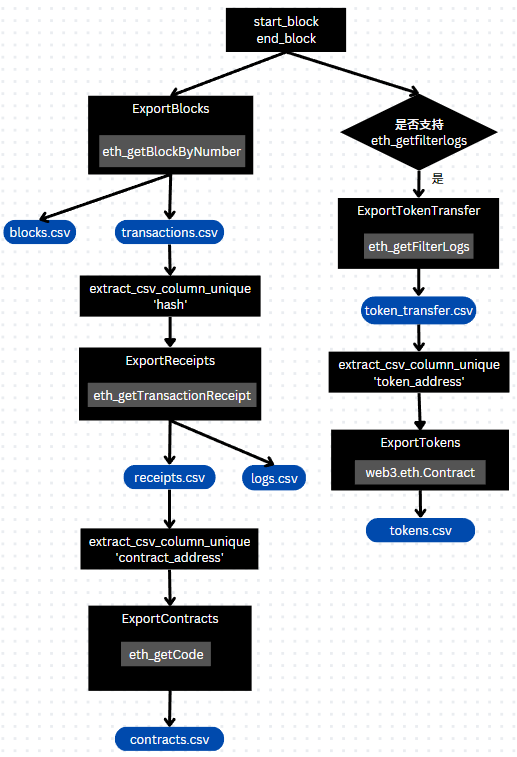 start_block
end_block
ExportBlocks
eth_getBlockByNumber
blocks.csv
transactions.csv
extract_csv_column_unique
'hash'
ExportReceipts
eth_getTransactionReceipt
receipts.csv
logs.csv
extract_csv_column_unique
'contract_address'
ExportContracts
eth_getCode
contracts.csv
是否支持
eth_getfilterlogs
是
ExportTokenTransfer
eth_getFilterLogs
token_transfer.csv
extract_csv_column_unique
'token_address'
ExportTokens
web3.eth.Contract
tokens.csv